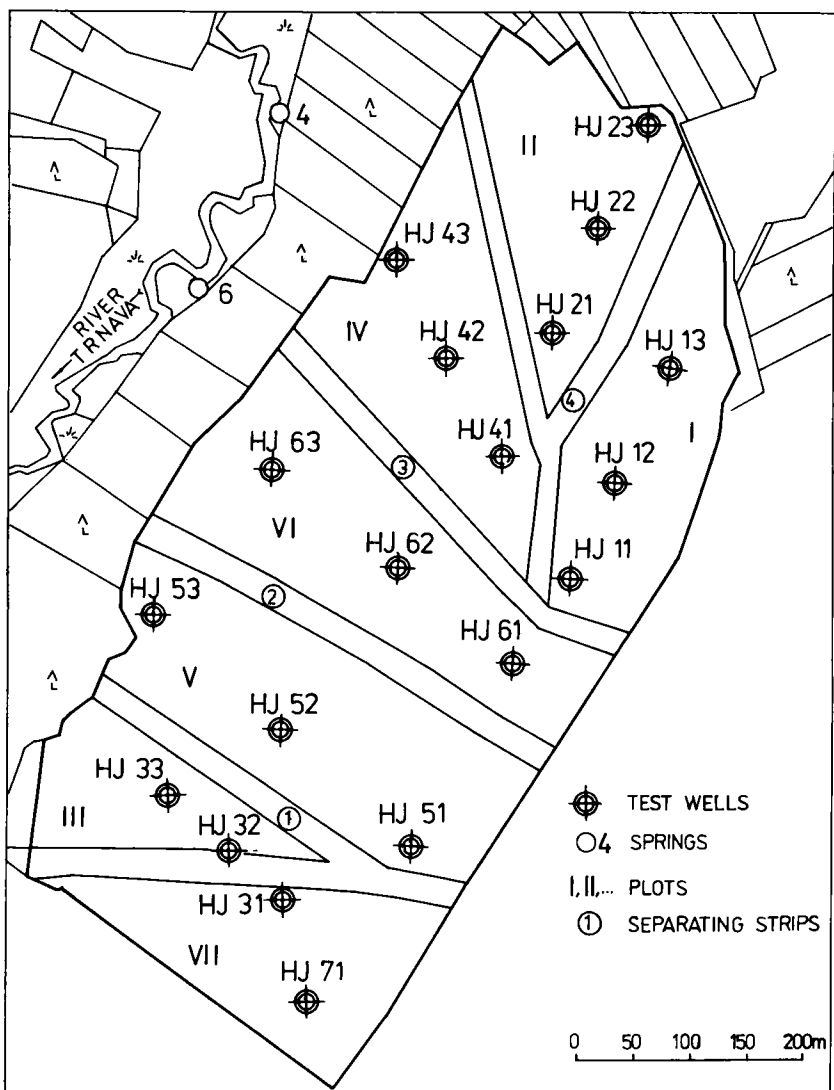 4
II
HJ 23
HJ 22
HJ 43
6
RIVER
TRNAVA
IV
HJ 21
HJ 42
HJ 13
4
I
HJ 41
3
HJ 63
HJ 12
VI
HJ 62
HJ 11
2
HJ 53
HJ 61
V
HJ 52
HJ 33
III
1
HJ 32
HJ 51
HJ 31
VII
HJ 71
TEST WELLS
4 SPRINGS
I, II,... PLOTS
1 SEPARATING STRIPS
0 50 100 150 200m